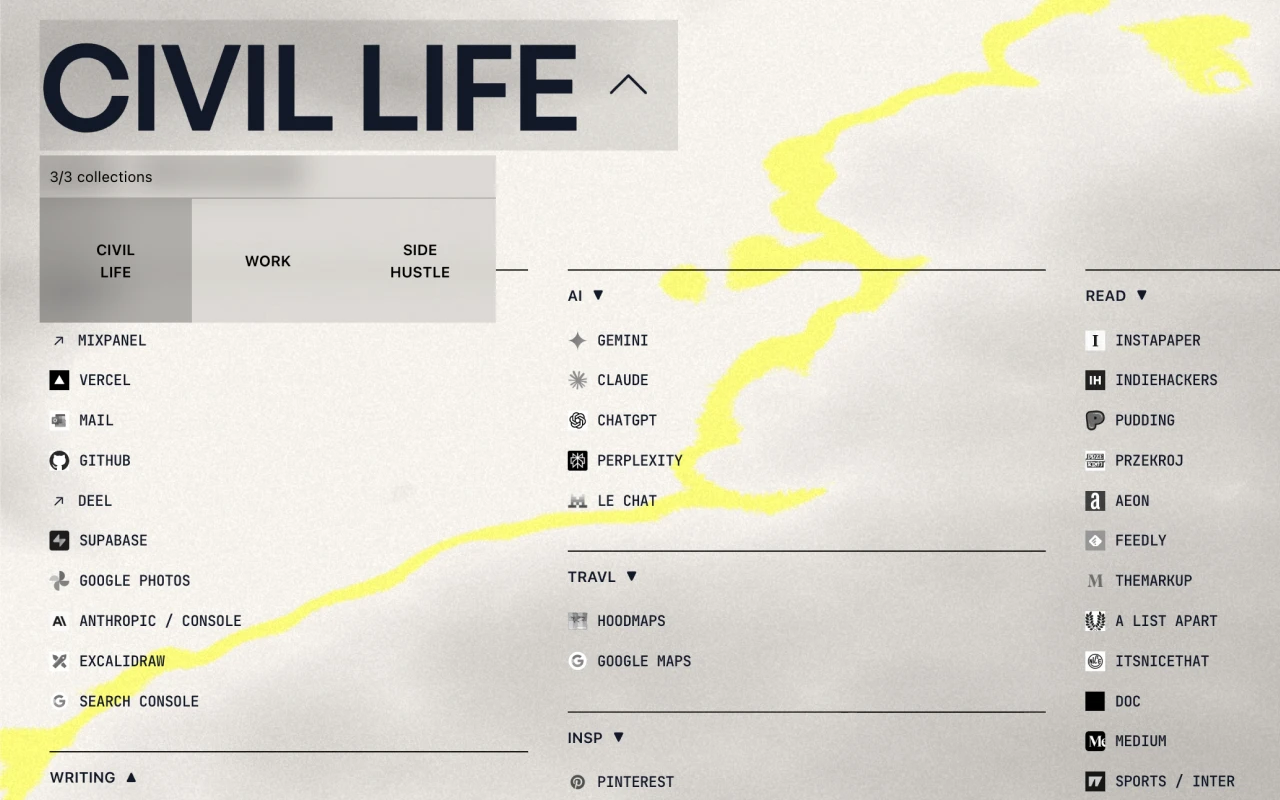 CIVIL LIFE
3/3 collections
CIVIL
LIFE
WORK
SIDE
HUSTLE
MIXPANEL
VERCEL
MAIL
GITHUB
DEEL
SUPABASE
GOOGLE PHOTOS
ANTHROPIC / CONSOLE
EXCALIDRAW
SEARCH CONSOLE
WRITING
AI
GEMINI
CLAUDE
CHATGPT
PERPLEXITY
LE CHAT
TRAVL
HOODMAPS
GOOGLE MAPS
INSP
PINTEREST
READ
INSTAPAPER
INDIEHACKERS
PUDDING
PRZEKROJ
AEON
FEEDLY
THEMARKUP
A LIST APART
ITSNICETHAT
DOC
MEDIUM
SPORTS / INTER